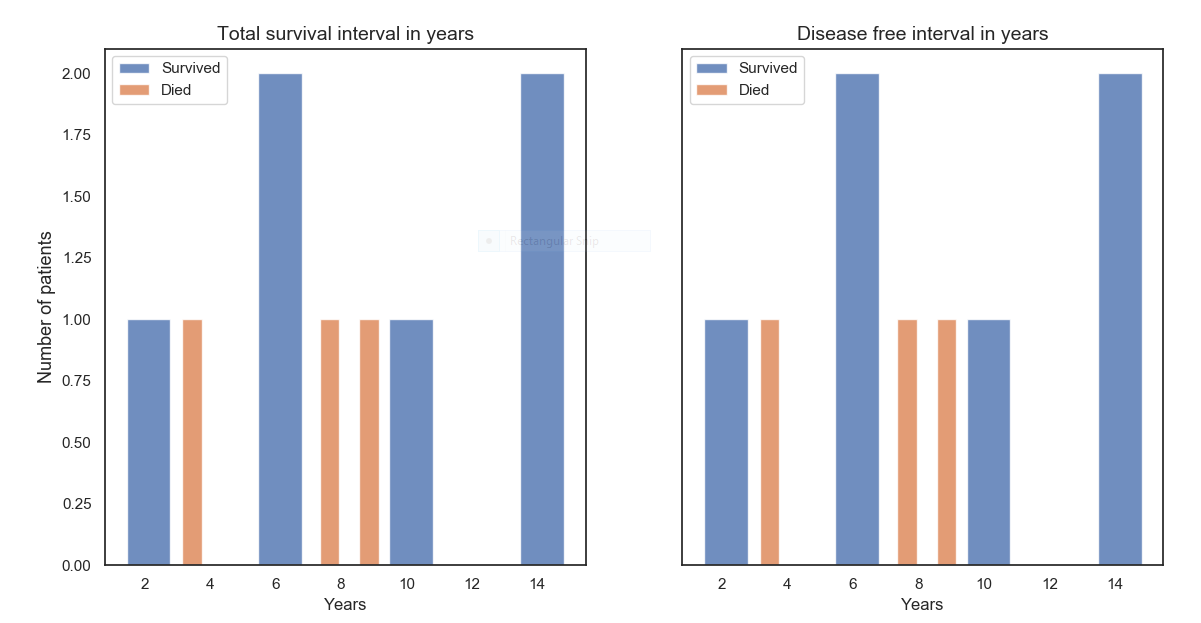 Total survival interval in years
Survived
Died
2.00
1.75
1.50
1.25
1.00
0.75
0.50
0.25
0.00
Number of patients
2 4 6 8 10 12 14
Years
Rectangular Snip
Disease free interval in years
Survived
Died
2 4 6 8 10 12 14
Years